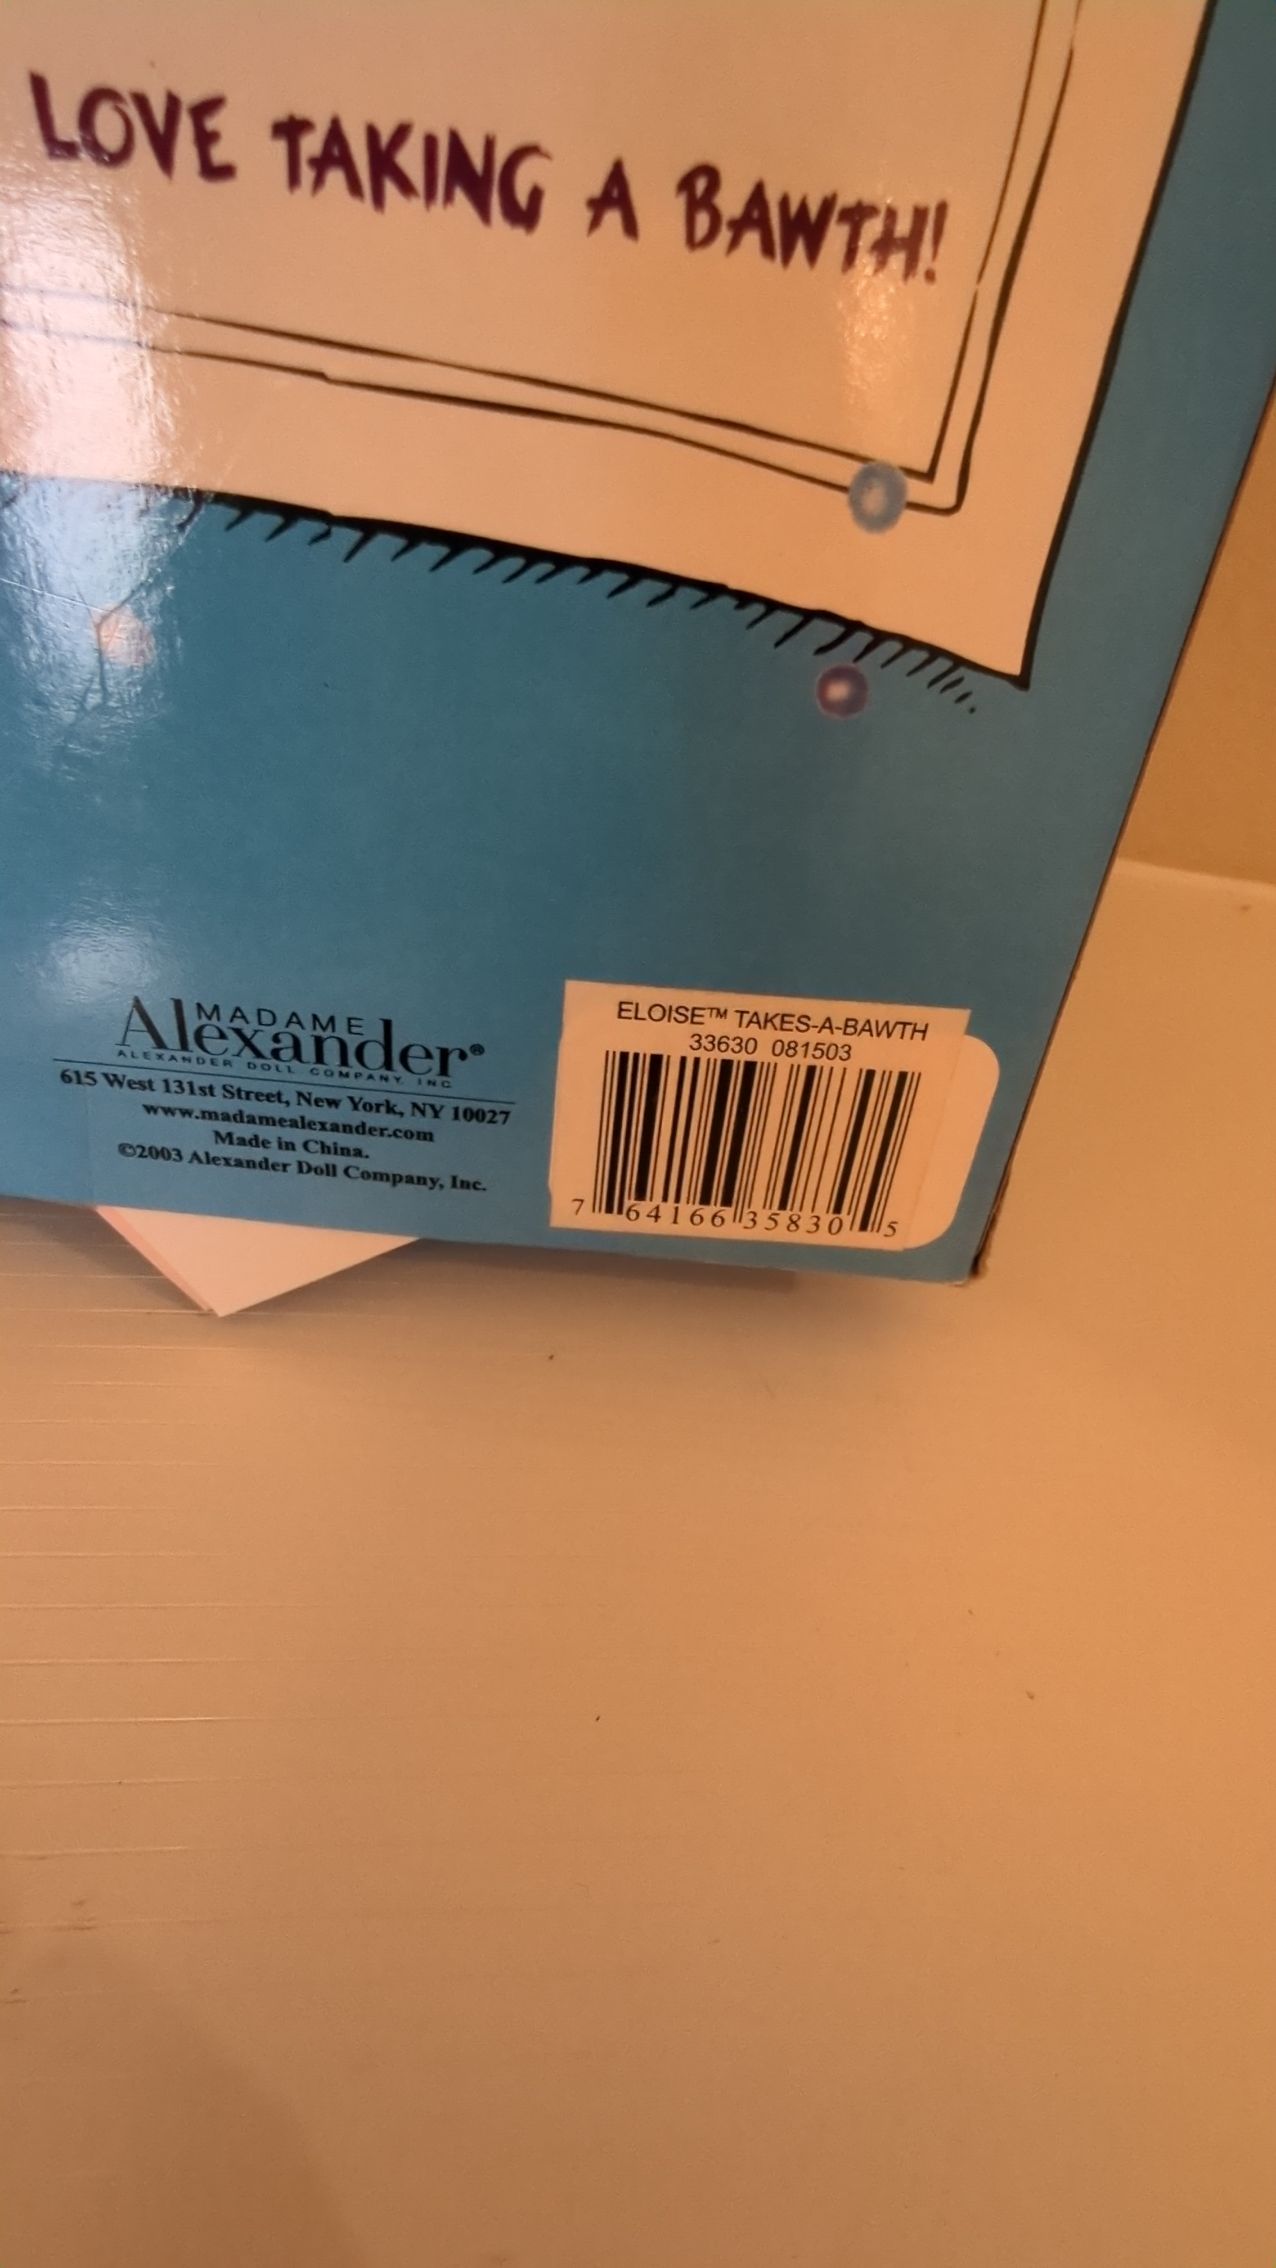 LOVE TAKING A BAWTH!
MADAME
Alexander®
ALEXANDER DOLL COMPANY, INC
615 West 131st Street, New York, NY 10027
www.madamealexander.com
Made in China.
©2003 Alexander Doll Company, Inc.
ELOISE™ TAKES-A-BAWTH
33630 081503
7 64166 35830 5